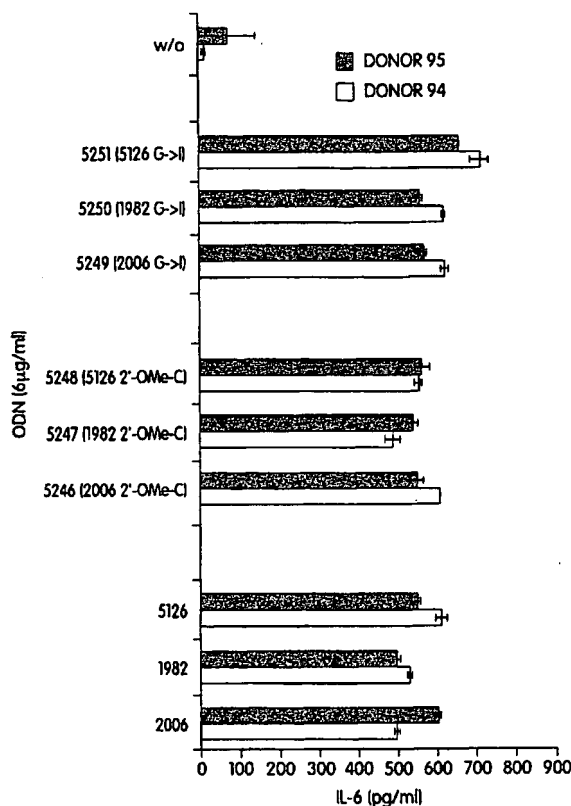 w/o
DONOR 95
DONOR 94
5251 (5126 G->I)
5250 (1982 G->I)
5249 (2006 G->I)
5248 (5126 2'-OMe-C)
5247 (1982 2'-OMe-C)
5246 (2006 2'-OMe-C)
5126
1982
2006
ODN (6µg/ml)
0 100 200 300 400 500 600 700 800 900
IL-6 (pg/ml)